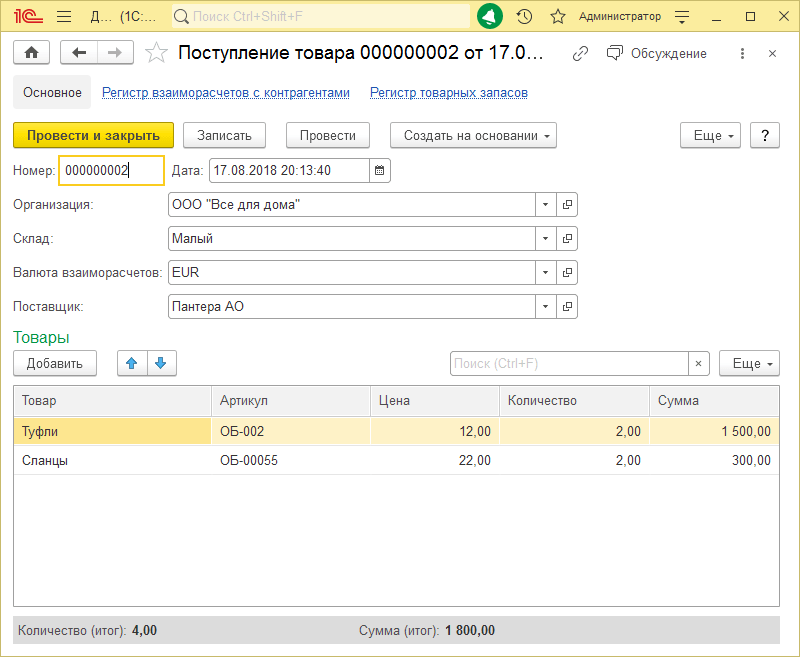 1С Д... (1С:... Поиск Ctrl+Shift+F Администратор
Поступление товара 000000002 от 17.0... Обсуждение
Основное Регистр взаиморасчетов с контрагентами Регистр товарных запасов
Провести и закрыть Записать Провести Создать на основании Еще ?
Номер: 000000002 Дата: 17.08.2018 20:13:40
Организация: ООО "Все для дома"
Склад: Малый
Валюта взаиморасчетов: EUR
Поставщик: Пантера АО
Товары
Добавить Поиск (Ctrl+F) × Еще
Товар Артикул Цена Количество Сумма
Туфли ОБ-002 12,00 2,00 1 500,00
Сланцы ОБ-00055 22,00 2,00 300,00
Количество (итог): 4,00 Сумма (итог): 1 800,00